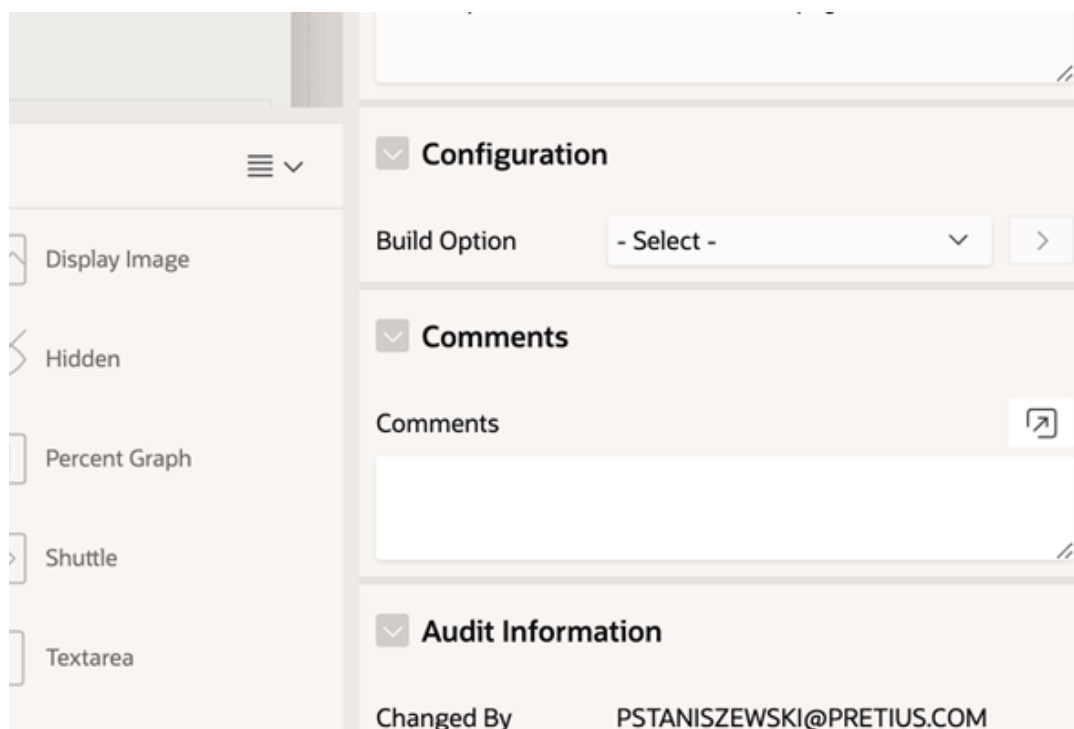 Configuration
Build Option
- Select -
Comments
Comments
Audit Information
Changed By
PSTANISZEWSKI@PRETIUS.COM
Display Image
Hidden
Percent Graph
Shuttle
Textarea